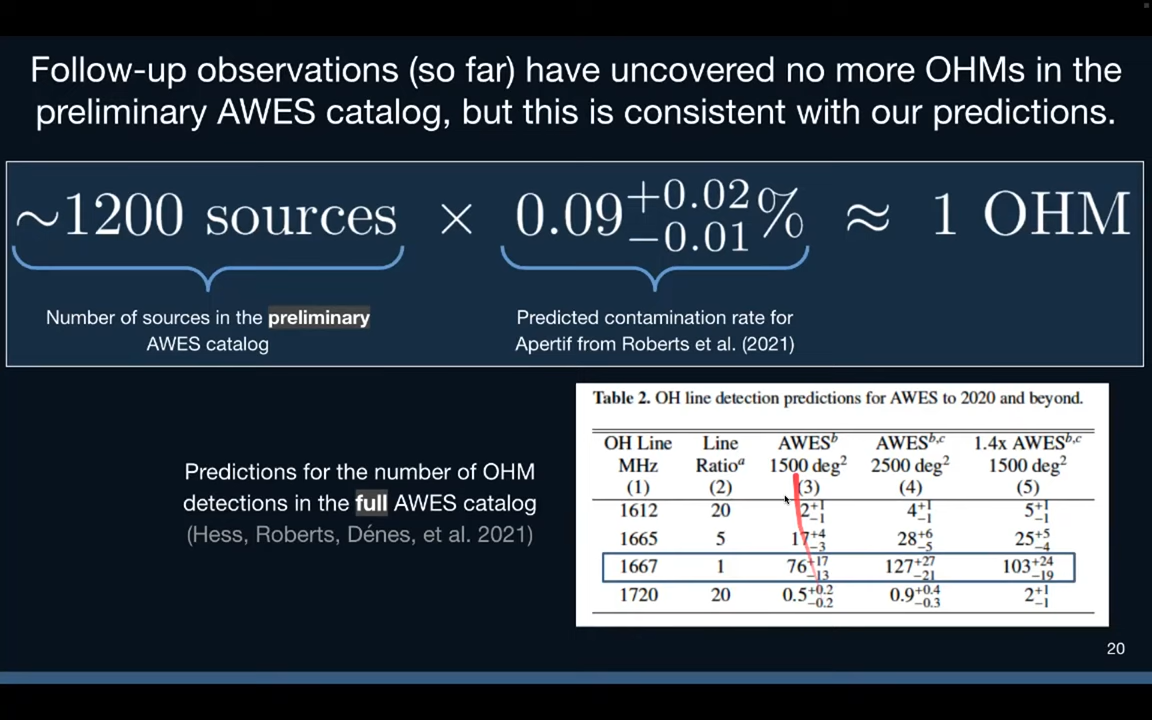 Follow-up observations (so far) have uncovered no more OHMs in the
preliminary AWES catalog, but this is consistent with our predictions.
~1200 sources × 0.09+0.02−0.01% ≈ 1 OHM
Number of sources in the preliminary
AWES catalog
Predicted contamination rate for
Apertif from Roberts et al. (2021)
Predictions for the number of OHM
detections in the full AWES catalog
(Hess, Roberts, Dénes, et al. 2021)
Table 2. OH line detection predictions for AWES to 2020 and beyond.
OH Line Line AWESᵇ AWESᵇ,ᶜ 1.4x AWESᵇ,ᶜ
MHz Ratioᵃ 1500 deg² 2500 deg² 1500 deg²
(1) (2) (3) (4) (5)
1612 20 2+1−1 4+1−1 5+1−1
1665 5 17+4−3 28+6−5 25+5−4
1667 1 76+17−13 127+27−21 103+24−19
1720 20 0.5+0.2−0.2 0.9+0.4−0.3 2+1−1
20